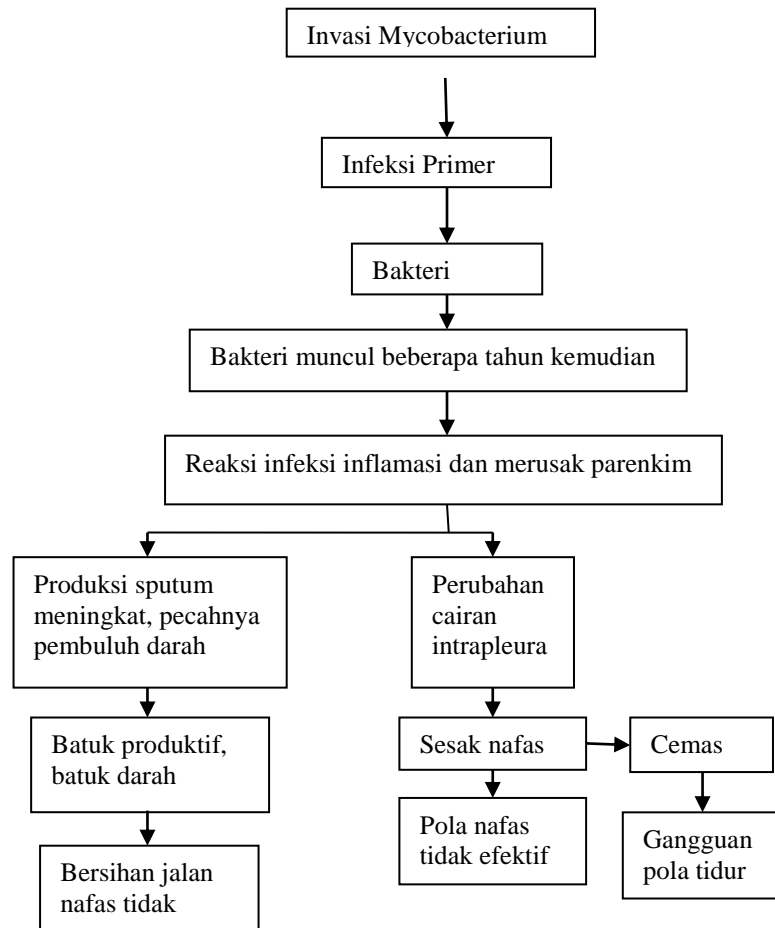 Invasi Mycobacterium
Infeksi Primer
Bakteri
Bakteri muncul beberapa tahun kemudian
Reaksi infeksi inflamasi dan merusak parenkim
Produksi sputum
meningkat, pecahnya
pembuluh darah
Perubahan
cairan
intrapleura
Batuk produktif,
batuk darah
Sesak nafas
Cemas
Pola nafas
tidak efektif
Gangguan
pola tidur
Bersihan jalan
nafas tidak